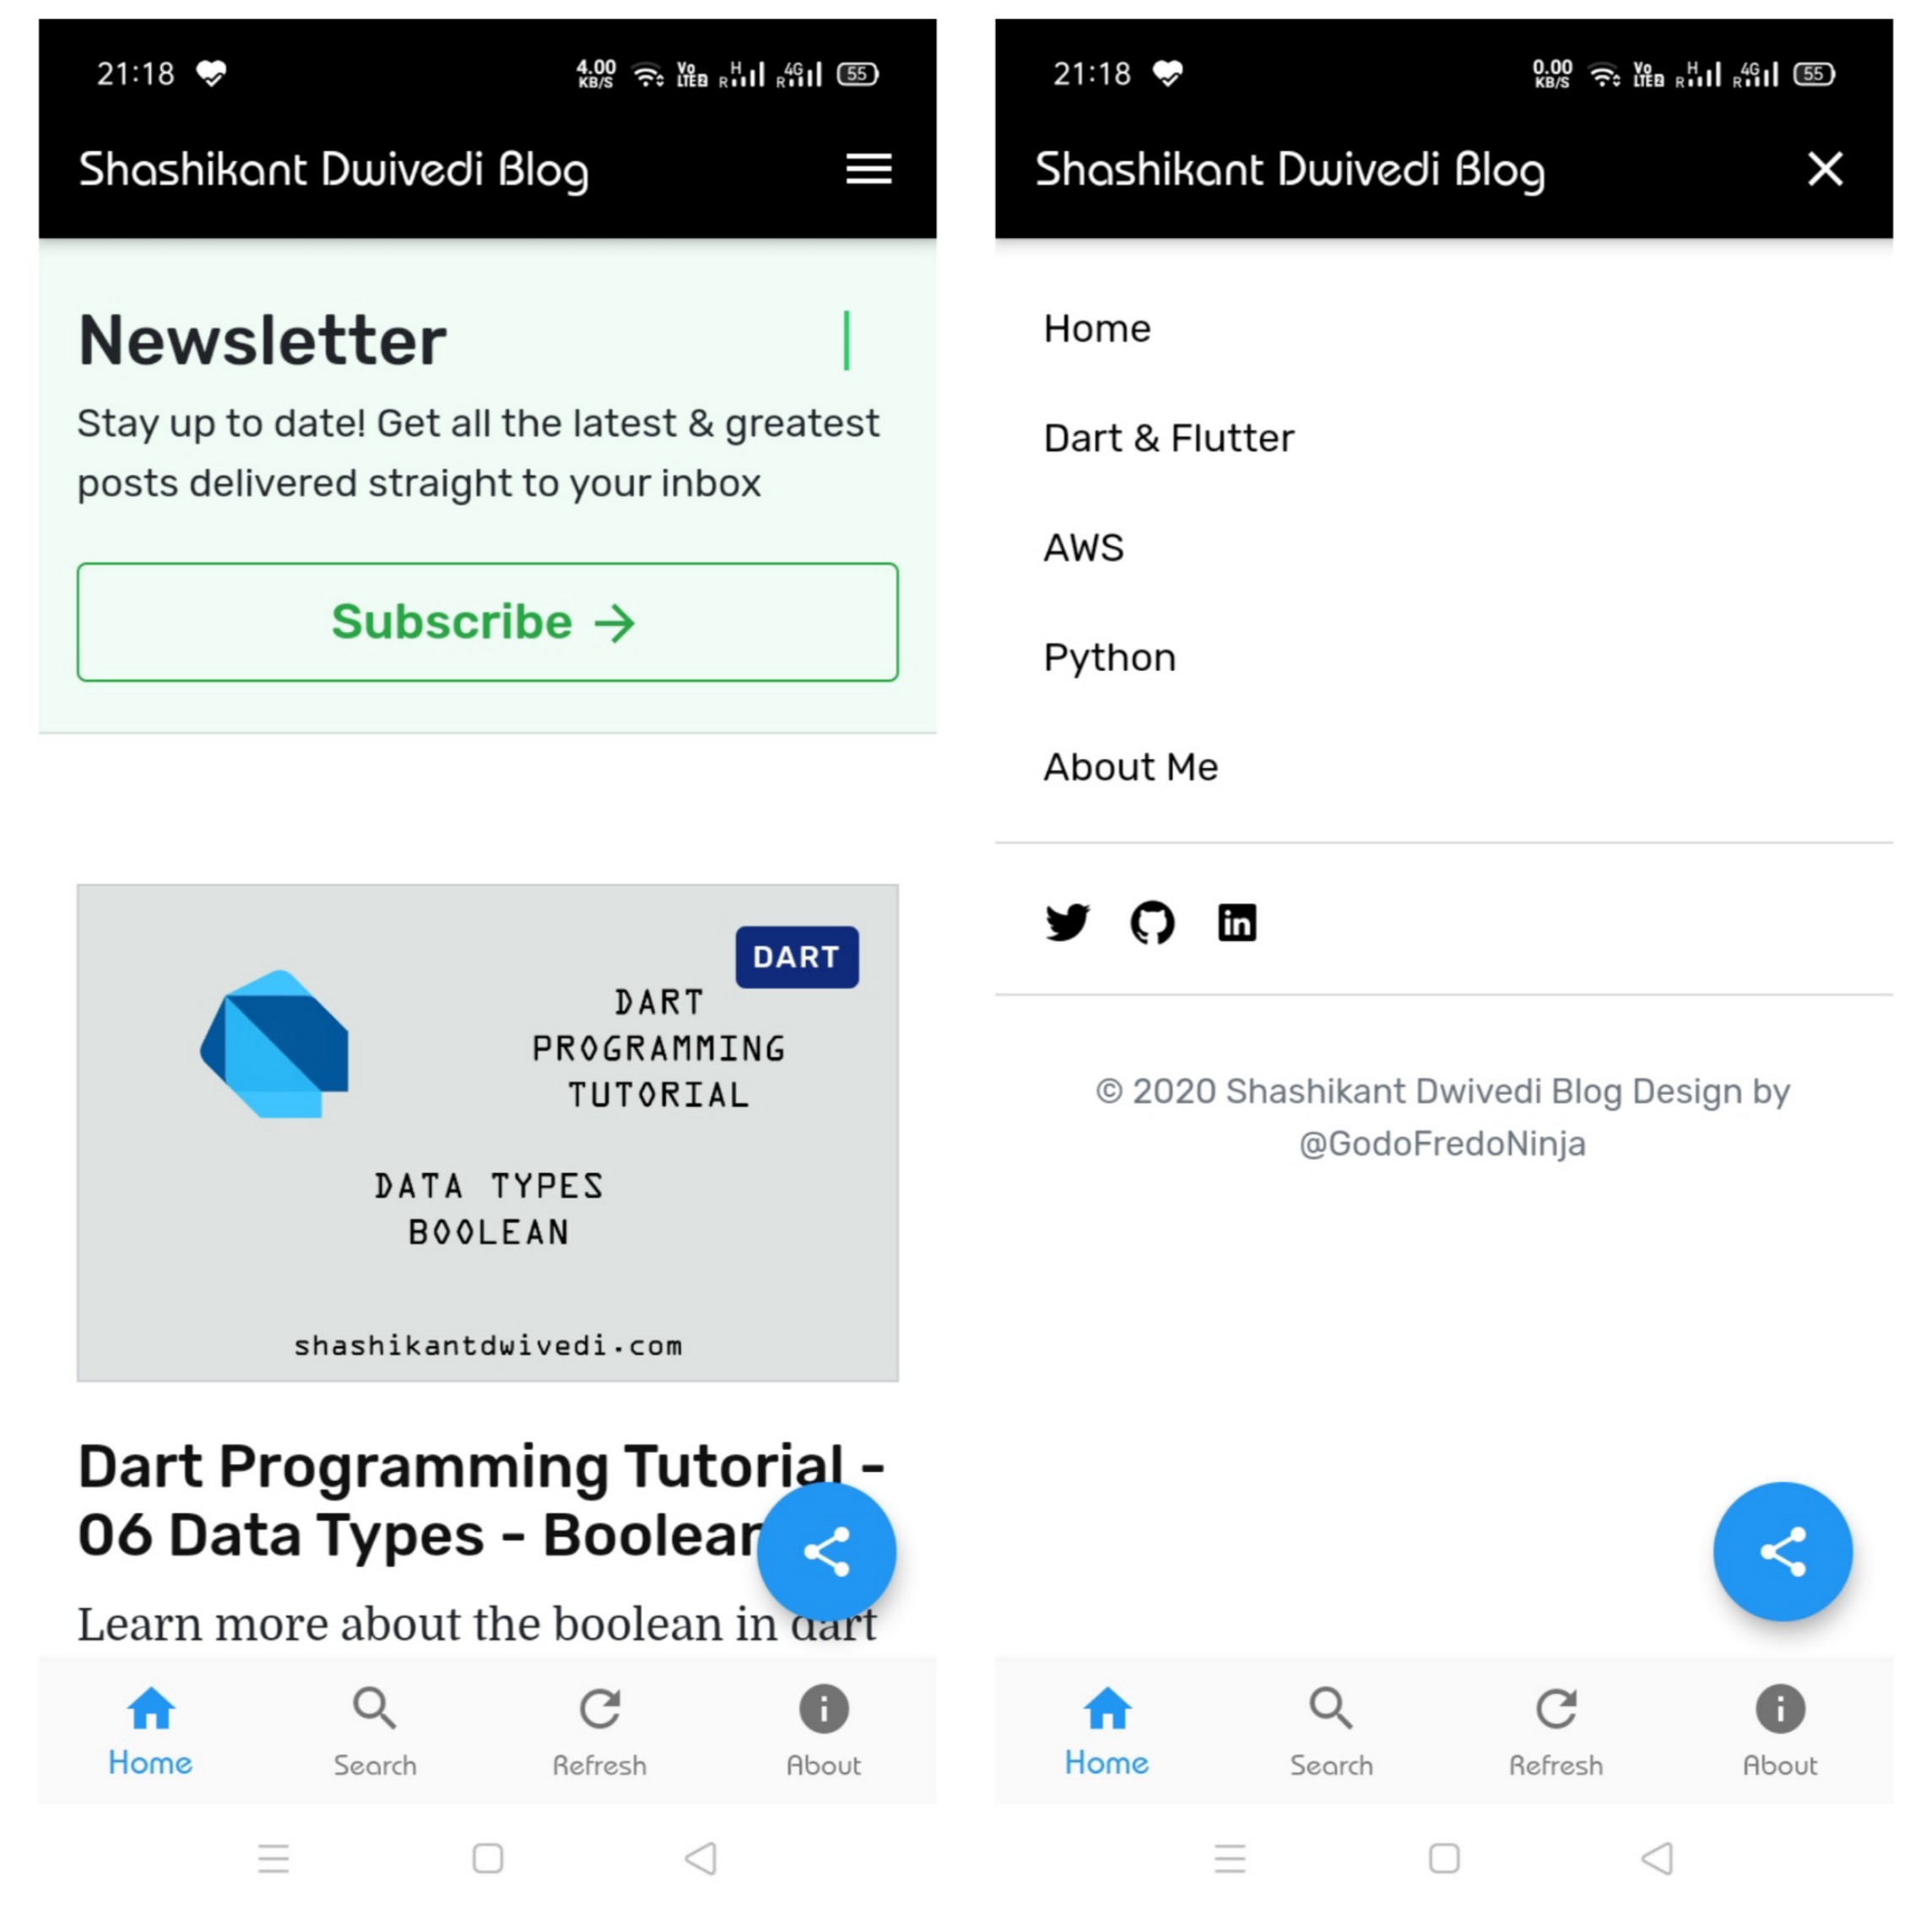 21:18
4.00
KB/S
Vo
LTE2
R
H
R
4G
55
Shashikant Dwivedi Blog
Newsletter
Stay up to date! Get all the latest & greatest
posts delivered straight to your inbox
Subscribe →
DART
DART
PROGRAMMING
TUTORIAL
DATA TYPES
BOOLEAN
shashikantdwivedi.com
Dart Programming Tutorial -
06 Data Types - Boolean
Learn more about the boolean in dart
Home
Search
Refresh
About
21:18
0.00
KB/S
Vo
LTE2
R
H
R
4G
55
Shashikant Dwivedi Blog
Home
Dart & Flutter
AWS
Python
About Me
in
© 2020 Shashikant Dwivedi Blog Design by
@GodoFredoNinja
Home
Search
Refresh
About